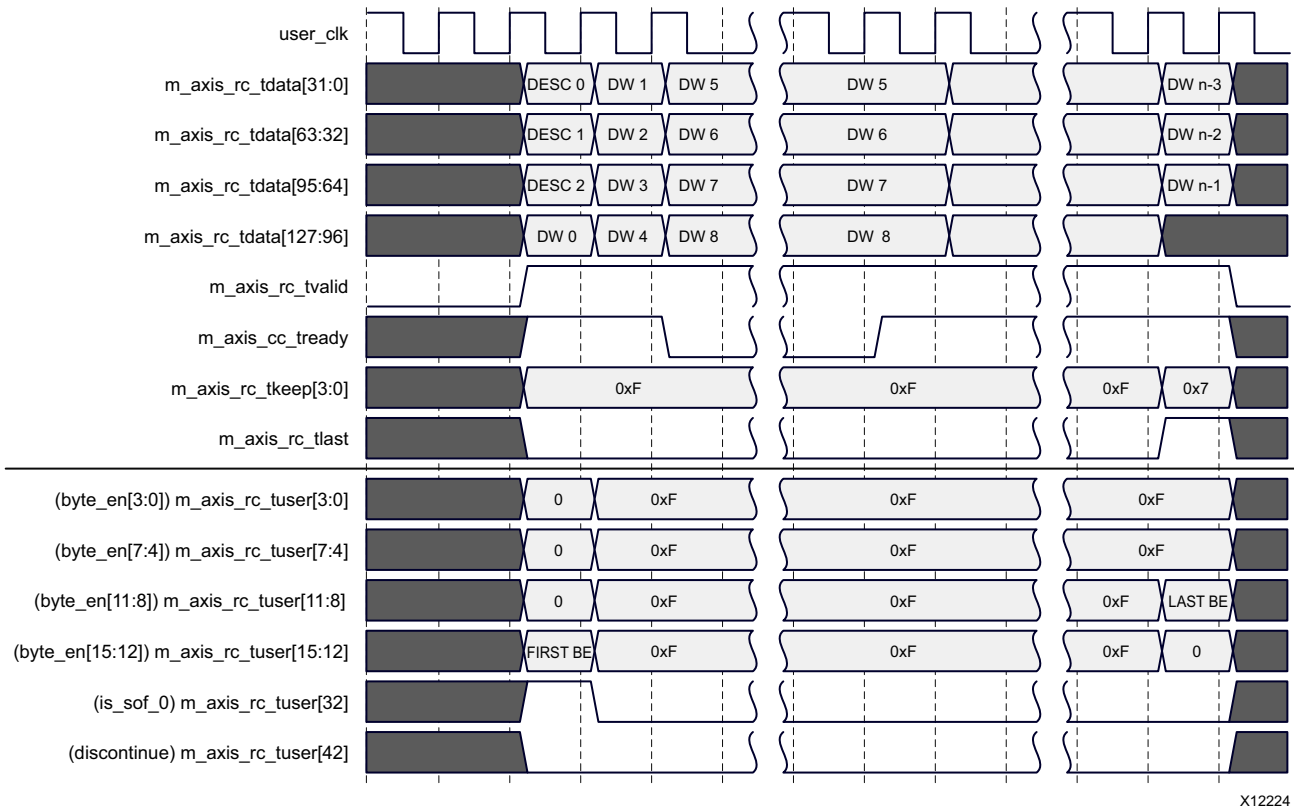 user_clk
m_axis_rc_tdata[31:0] DESC 0 DW 1 DW 5 DW 5 DW n-3
m_axis_rc_tdata[63:32] DESC 1 DW 2 DW 6 DW 6 DW n-2
m_axis_rc_tdata[95:64] DESC 2 DW 3 DW 7 DW 7 DW n-1
m_axis_rc_tdata[127:96] DW 0 DW 4 DW 8 DW 8
m_axis_rc_tvalid
m_axis_cc_tready
m_axis_rc_tkeep[3:0] 0xF 0xF 0xF 0x7
m_axis_rc_tlast
(byte_en[3:0]) m_axis_rc_tuser[3:0] 0 0xF 0xF 0xF
(byte_en[7:4]) m_axis_rc_tuser[7:4] 0 0xF 0xF 0xF
(byte_en[11:8]) m_axis_rc_tuser[11:8] 0 0xF 0xF 0xF LAST BE
(byte_en[15:12]) m_axis_rc_tuser[15:12] FIRST BE 0xF 0xF 0xF 0
(is_sof_0) m_axis_rc_tuser[32]
(discontinue) m_axis_rc_tuser[42]
X12224